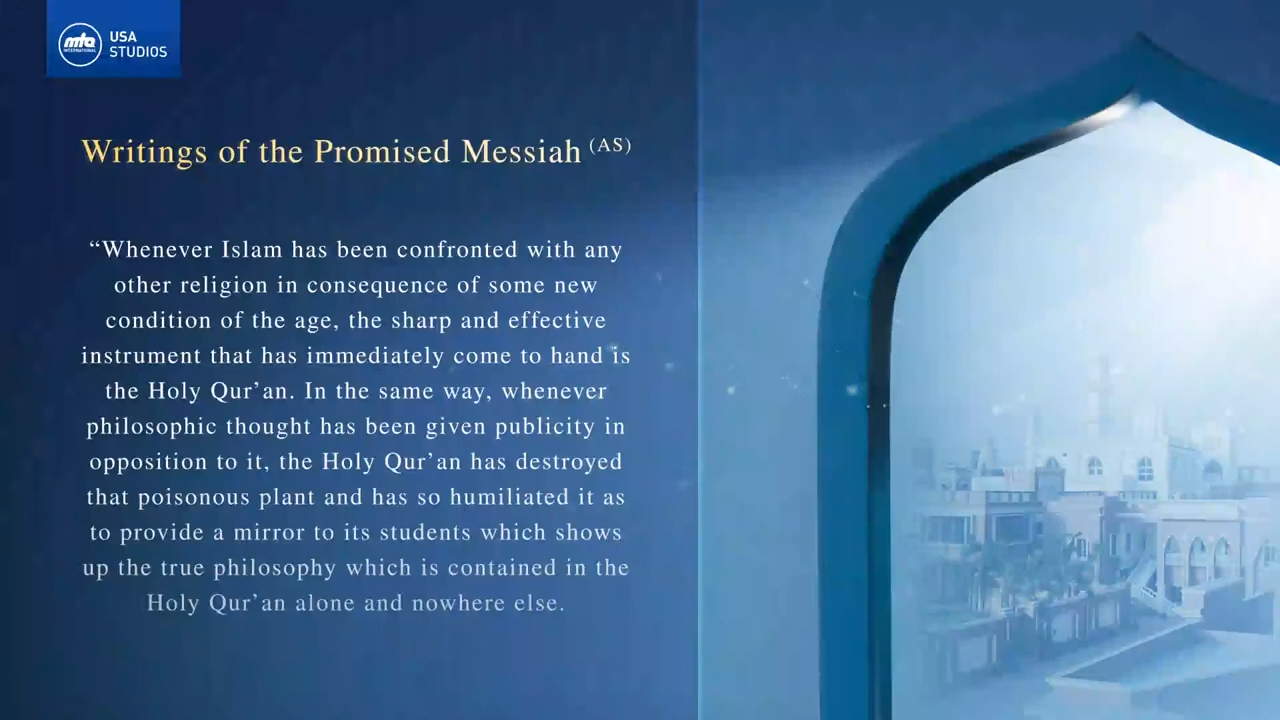 mta
INTERNATIONAL
USA
STUDIOS
Writings of the Promised Messiah (AS)
“Whenever Islam has been confronted with any
other religion in consequence of some new
condition of the age, the sharp and effective
instrument that has immediately come to hand is
the Holy Qur’an. In the same way, whenever
philosophic thought has been given publicity in
opposition to it, the Holy Qur’an has destroyed
that poisonous plant and has so humiliated it as
to provide a mirror to its students which shows
up the true philosophy which is contained in the
Holy Qur’an alone and nowhere else.